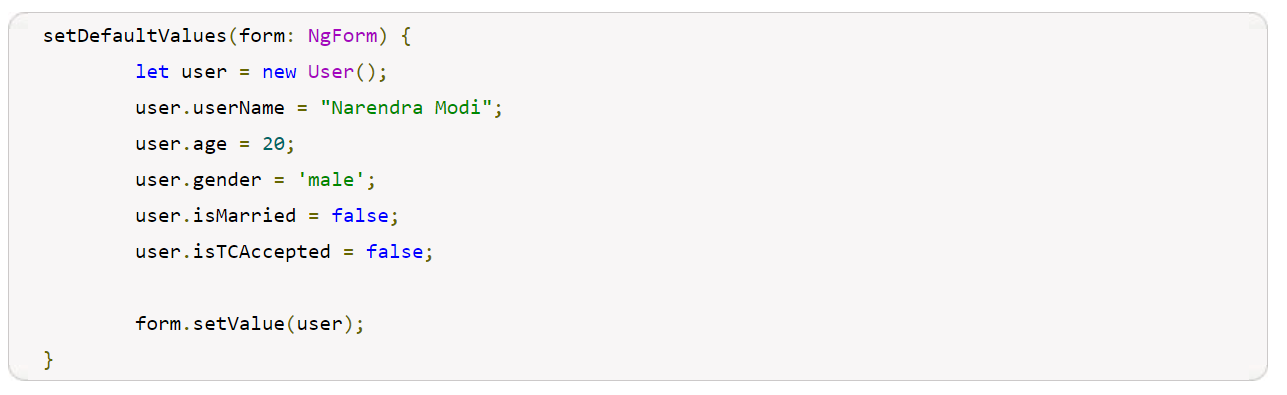 setDefaultValues(form: NgForm) {
let user = new User();
user.userName = "Narendra Modi";
user.age = 20;
user.gender = 'male';
user.isMarried = false;
user.isTCAccepted = false;
form.setValue(user);
}